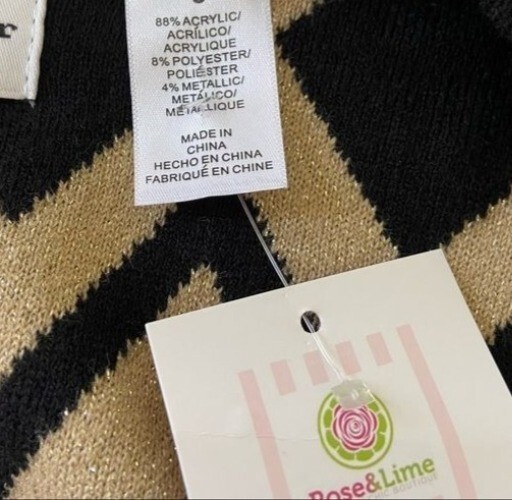 r
88% ACRYLIC/
ACRÍLICO/
ACRYLIQUE
8% POLYESTER/
POLIÉSTER
4% METALLIC/
METÁLICO/
MÉTALLIQUE
MADE IN
CHINA
HECHO EN CHINA
FABRIQUÉ EN CHINE
Rose&Lime
BOUTIQUE